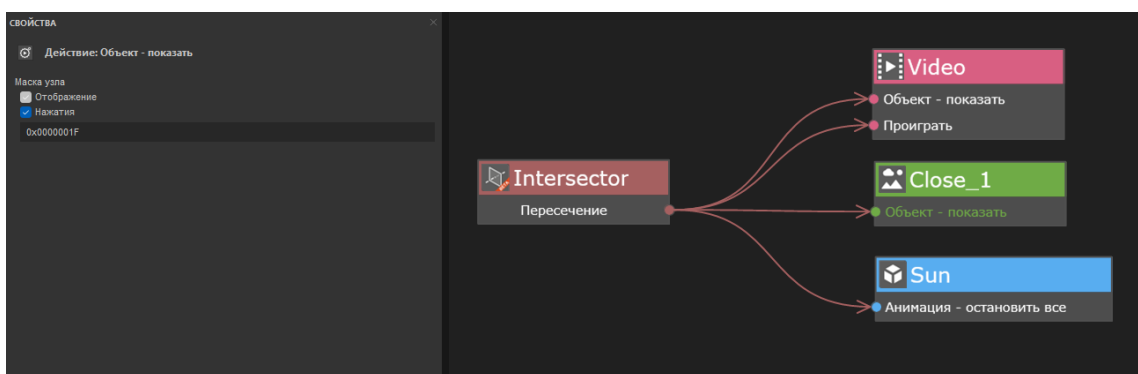 СВОЙСТВА
Действие: Объект - показать
Маска узла
Отображение
Нажатия
0x0000001F
Intersector
Пересечение
Video
Объект - показать
Проиграть
Close_1
Объект - показать
Sun
Анимация - остановить все